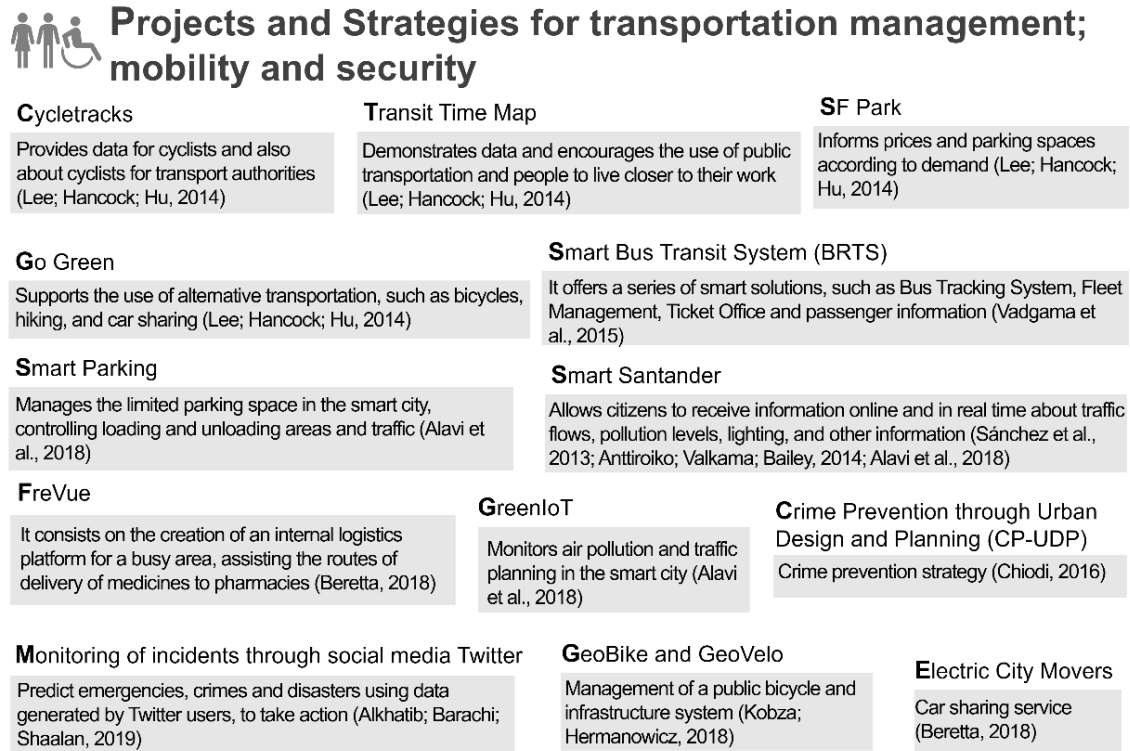 Projects and Strategies for transportation management;
mobility and security
Cycletracks
Provides data for cyclists and also
about cyclists for transport authorities
(Lee; Hancock; Hu, 2014)
Transit Time Map
Demonstrates data and encourages the use of public
transportation and people to live closer to their work
(Lee; Hancock; Hu, 2014)
SF Park
Informs prices and parking spaces
according to demand (Lee; Hancock;
Hu, 2014)
Go Green
Supports the use of alternative transportation, such as bicycles,
hiking, and car sharing (Lee; Hancock; Hu, 2014)
Smart Bus Transit System (BRTS)
It offers a series of smart solutions, such as Bus Tracking System, Fleet
Management, Ticket Office and passenger information (Vadgama et
al., 2015)
Smart Parking
Manages the limited parking space in the smart city,
controlling loading and unloading areas and traffic (Alavi et
al., 2018)
Smart Santander
Allows citizens to receive information online and in real time about traffic
flows, pollution levels, lighting, and other information (Sánchez et al.,
2013; Anttiroiko; Valkama; Bailey, 2014; Alavi et al., 2018)
FreVue
It consists on the creation of an internal logistics
platform for a busy area, assisting the routes of
delivery of medicines to pharmacies (Beretta, 2018)
GreenIoT
Monitors air pollution and traffic
planning in the smart city (Alavi
et al., 2018)
Crime Prevention through Urban
Design and Planning (CP-UDP)
Crime prevention strategy (Chiodi, 2016)
Monitoring of incidents through social media Twitter
Predict emergencies, crimes and disasters using data
generated by Twitter users, to take action (Alkhatib; Barachi;
Shaalan, 2019)
GeoBike and GeoVelo
Management of a public bicycle and
infrastructure system (Kobza;
Hermanowicz, 2018)
Electric City Movers
Car sharing service
(Beretta, 2018)